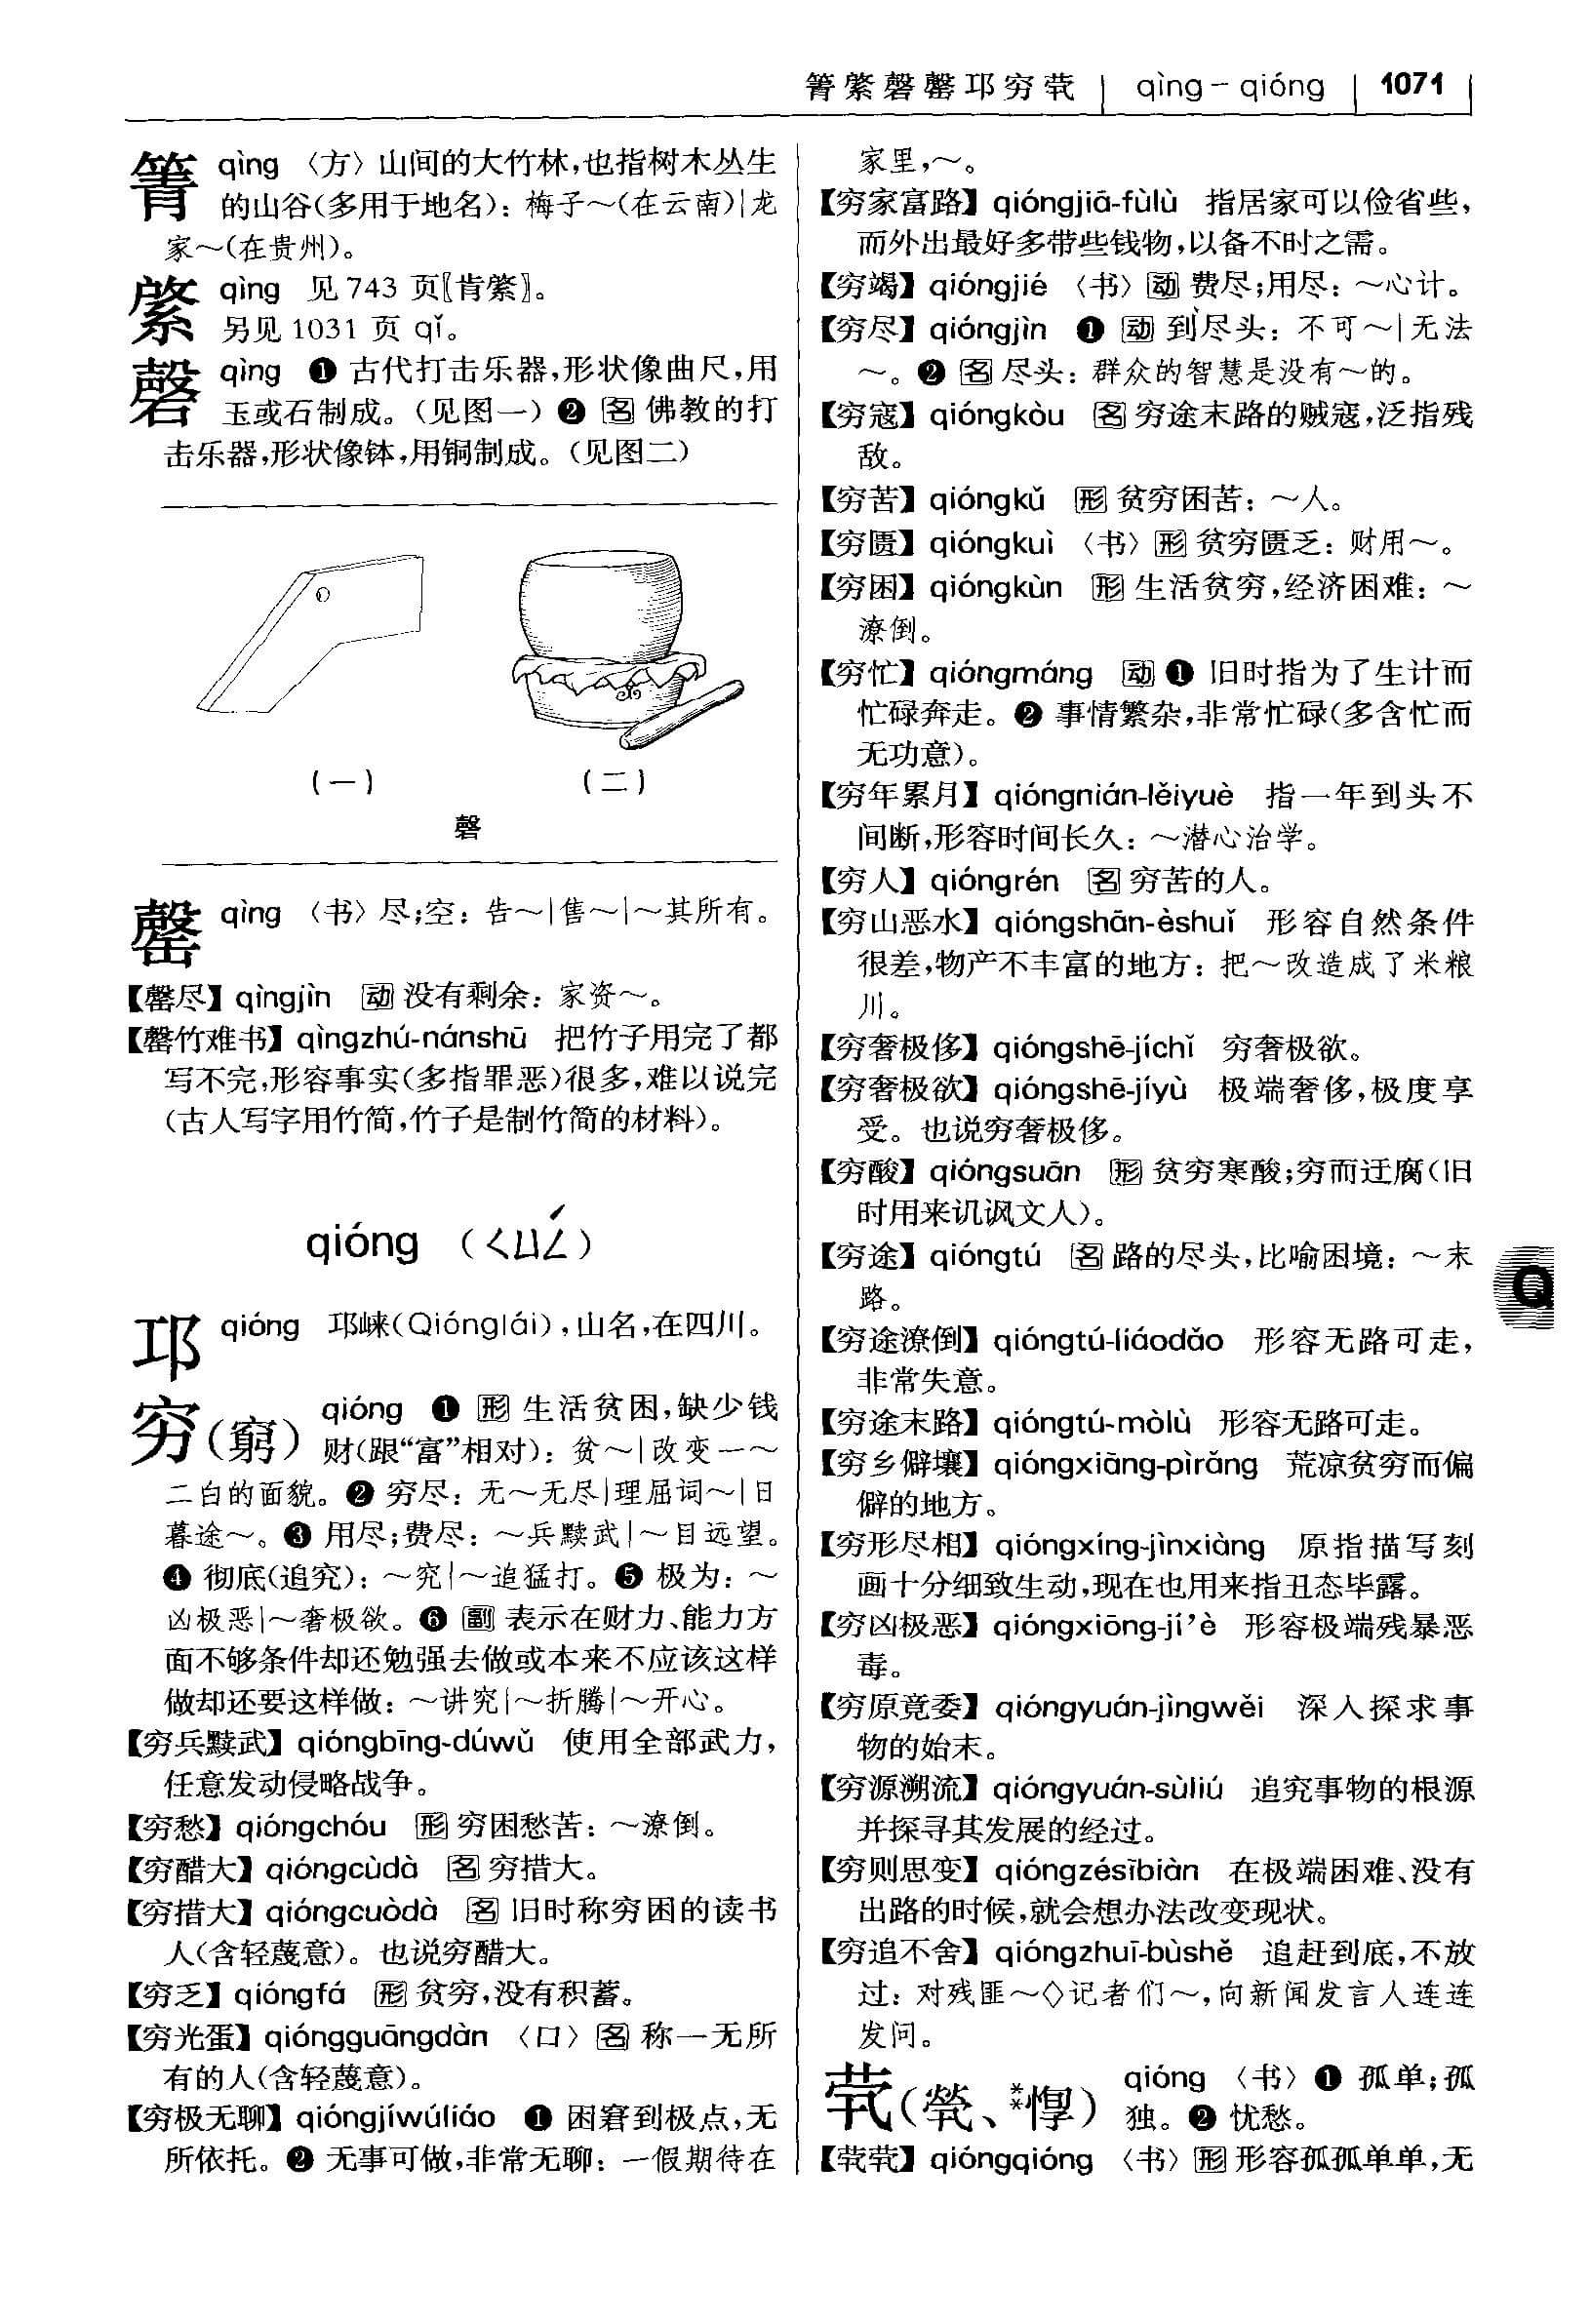 箐綮磬罄邛穷茕 qìng－qióng 1071
箐 qìng 〈方〉山间的大竹林,也指树木丛生
的山谷(多用于地名)：梅子～(在云南)|龙
家～(在贵州)。
綮 qìng 见 743 页〖肯綮〗。
另见 1031 页 qǐ。
磬 qìng ❶ 古代打击乐器,形状像曲尺,用
玉或石制成。(见图一) ❷ 名 佛教的打
击乐器,形状像钵,用铜制成。(见图二)
(一) (二)
磬
罄 qìng 〈书〉尽;空：告～|售～|～其所有。
【罄尽】qìngjìn 动 没有剩余：家资～。
【罄竹难书】qìngzhú-nánshū 把竹子用完了都
写不完,形容事实(多指罪恶)很多,难以说完
(古人写字用竹简,竹子是制竹简的材料)。
qióng (ㄑㄩㄥˊ)
邛 qióng 邛崃(Qiónglái),山名,在四川。
穷(窮) qióng ❶ 形 生活贫困,缺少钱
财(跟“富”相对)：贫～|改变一～
二白的面貌。❷ 穷尽：无～无尽|理屈词～|日
暮途～。❸ 用尽;费尽：～兵黩武|～目远望。
❹ 彻底(追究)：～究|～追猛打。❺ 极为：～
凶极恶|～奢极欲。❻ 副 表示在财力、能力方
面不够条件却还勉强去做或本来不应该这样
做却还要这样做：～讲究|～折腾|～开心。
【穷兵黩武】qióngbīng-dúwǔ 使用全部武力,
任意发动侵略战争。
【穷愁】qióngchóu 形 穷困愁苦：～潦倒。
【穷醋大】qióngcùdà 名 穷措大。
【穷措大】qióngcuòdà 名 旧时称穷困的读书
人(含轻蔑意)。也说穷醋大。
【穷乏】qióngfá 形 贫穷,没有积蓄。
【穷光蛋】qióngguāngdàn 〈口〉名 称一无所
有的人(含轻蔑意)。
【穷极无聊】qióngjíwúliáo ❶ 困窘到极点,无
所依托。❷ 无事可做,非常无聊：一假期待在
家里,～。
【穷家富路】qióngjiā-fùlù 指居家可以俭省些,
而外出最好多带些钱物,以备不时之需。
【穷竭】qióngjié 〈书〉动 费尽;用尽：～心计。
【穷尽】qióngjìn ❶ 动 到尽头：不可～|无法
～。❷ 名 尽头：群众的智慧是没有～的。
【穷寇】qióngkòu 名 穷途末路的贼寇,泛指残
敌。
【穷苦】qióngkǔ 形 贫穷困苦：～人。
【穷匮】qióngkuì 〈书〉形 贫穷匮乏：财用～。
【穷困】qióngkùn 形 生活贫穷,经济困难：～
潦倒。
【穷忙】qióngmáng 动 ❶ 旧时指为了生计而
忙碌奔走。❷ 事情繁杂,非常忙碌(多含忙而
无功意)。
【穷年累月】qióngnián-lěiyuè 指一年到头不
间断,形容时间长久：～潜心治学。
【穷人】qióngrén 名 穷苦的人。
【穷山恶水】qióngshān-èshuǐ 形容自然条件
很差,物产不丰富的地方：把～改造成了米粮
川。
【穷奢极侈】qióngshē-jíchǐ 穷奢极欲。
【穷奢极欲】qióngshē-jíyù 极端奢侈,极度享
受。也说穷奢极侈。
【穷酸】qióngsuān 形 贫穷寒酸;穷而迂腐(旧
时用来讥讽文人)。
【穷途】qióngtú 名 路的尽头,比喻困境：～末
路。
【穷途潦倒】qióngtú-liáodǎo 形容无路可走,
非常失意。
【穷途末路】qióngtú-mòlù 形容无路可走。
【穷乡僻壤】qióngxiāng-pìrǎng 荒凉贫穷而偏
僻的地方。
【穷形尽相】qióngxíng-jìnxiàng 原指描写刻
画十分细致生动,现在也用来指丑态毕露。
【穷凶极恶】qióngxiōng-jí’è 形容极端残暴恶
毒。
【穷原竟委】qióngyuán-jìngwěi 深入探求事
物的始末。
【穷源溯流】qióngyuán-sùliú 追究事物的根源
并探寻其发展的经过。
【穷则思变】qióngzésībiàn 在极端困难、没有
出路的时候,就会想办法改变现状。
【穷追不舍】qióngzhuī-bùshě 追赶到底,不放
过：对残匪～◇记者们～,向新闻发言人连连
发问。
茕(煢、**惸) qióng 〈书〉❶ 孤单;孤
独。❷ 忧愁。
【茕茕】qióngqióng 〈书〉形 形容孤孤单单,无
Q